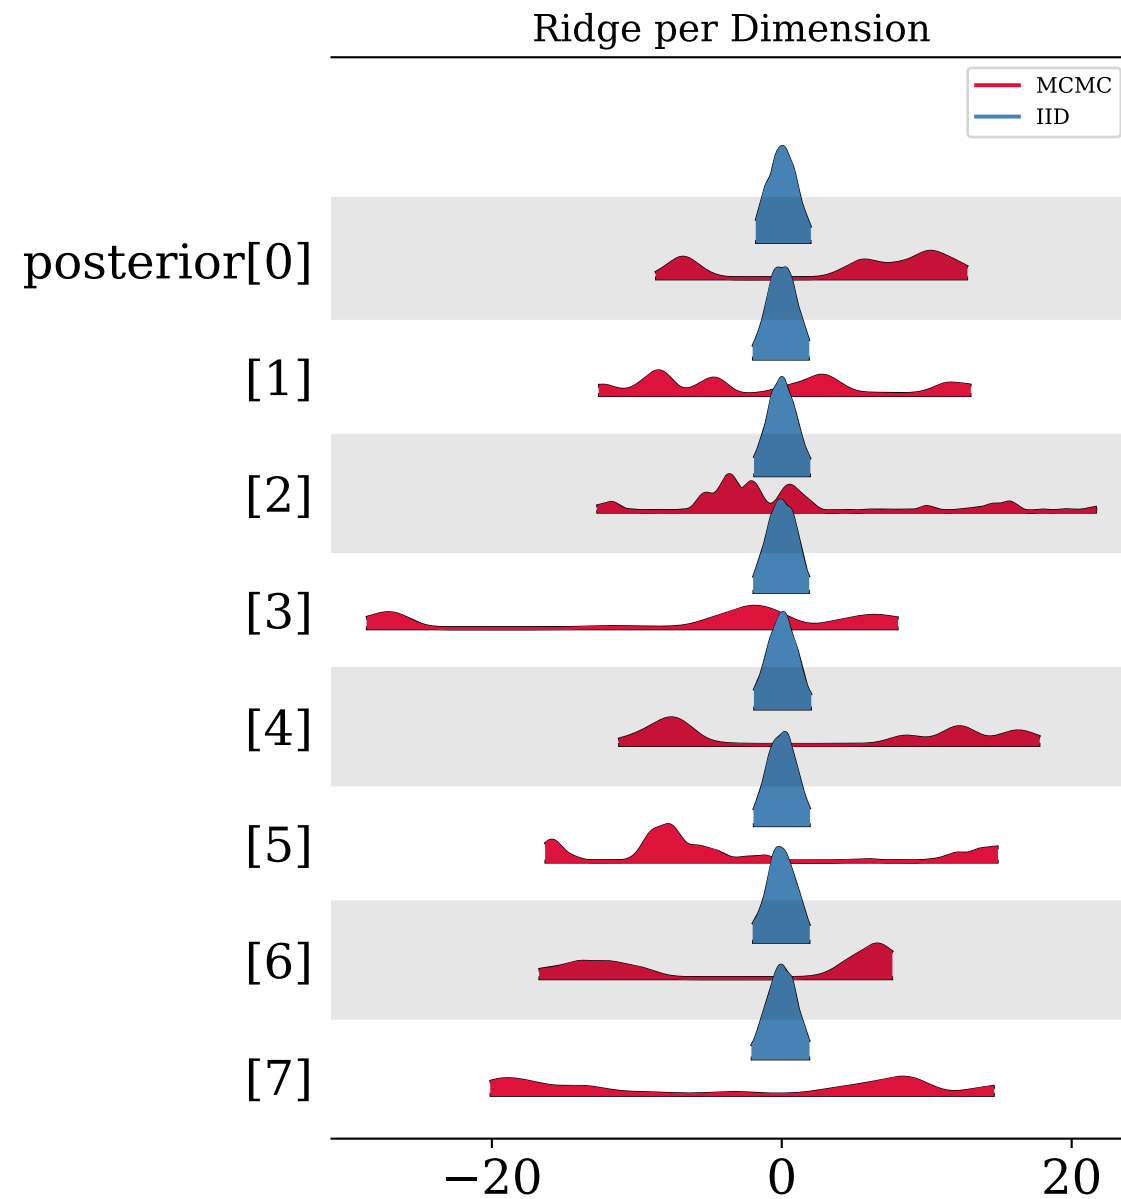 Ridge per Dimension
MCMC
IID
posterior[0]
[1]
[2]
[3]
[4]
[5]
[6]
[7]
−20 0 20